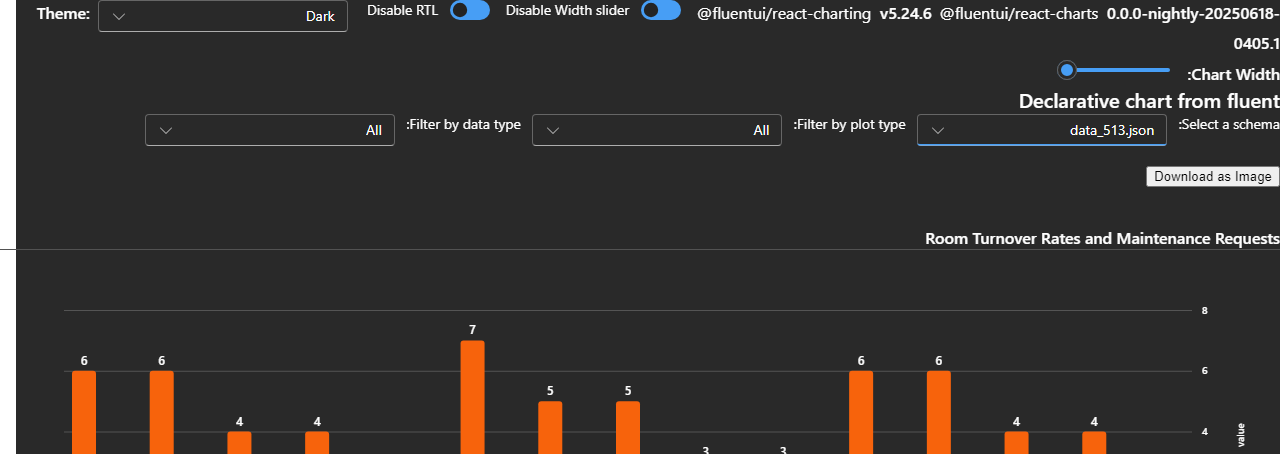 Theme:
Dark
Disable RTL
Disable Width slider
@fluentui/react-charting v5.24.6 @fluentui/react-charts 0.0.0-nightly-20250618-
0405.1
:Chart Width
Declarative chart from fluent
:Select a schema
data_513.json
:Filter by plot type
All
:Filter by data type
All
Download as Image
Room Turnover Rates and Maintenance Requests
8
7
6
6
6
6
6
5
5
4
4
4
4
4
3
3
value